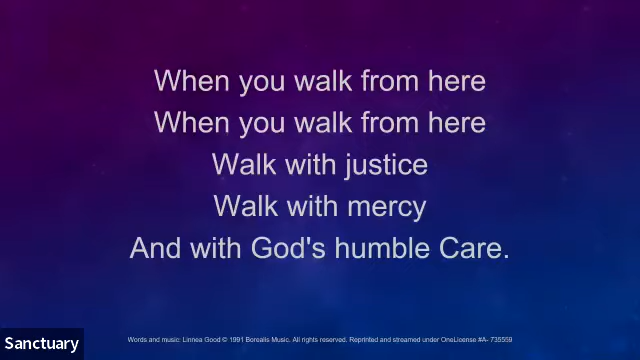 When you walk from here
When you walk from here
Walk with justice
Walk with mercy
And with God's humble Care.
Words and music: Linnea Good © 1991 Borealis Music. All rights reserved. Reprinted and streamed under OneLicense #A- 735559
Sanctuary